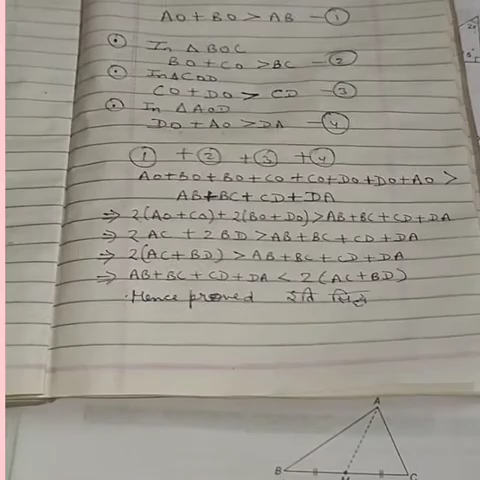 AO + BO > AB — ①
⊙ In △BOC
BO + CO > BC — ②
⊙ In △COD
CO + DO > CD — ③
⊙ In △AOD
DO + AO > DA — ④
① + ② + ③ + ④
AO + BO + BO + CO + CO + DO + DO + AO >
AB + BC + CD + DA
⇒ 2(AO + CO) + 2(BO + DO) > AB + BC + CD + DA
⇒ 2AC + 2BD > AB + BC + CD + DA
⇒ 2(AC + BD) > AB + BC + CD + DA
⇒ AB + BC + CD + DA < 2(AC + BD)
Hence proved इति सिद्धम्
A
B M C